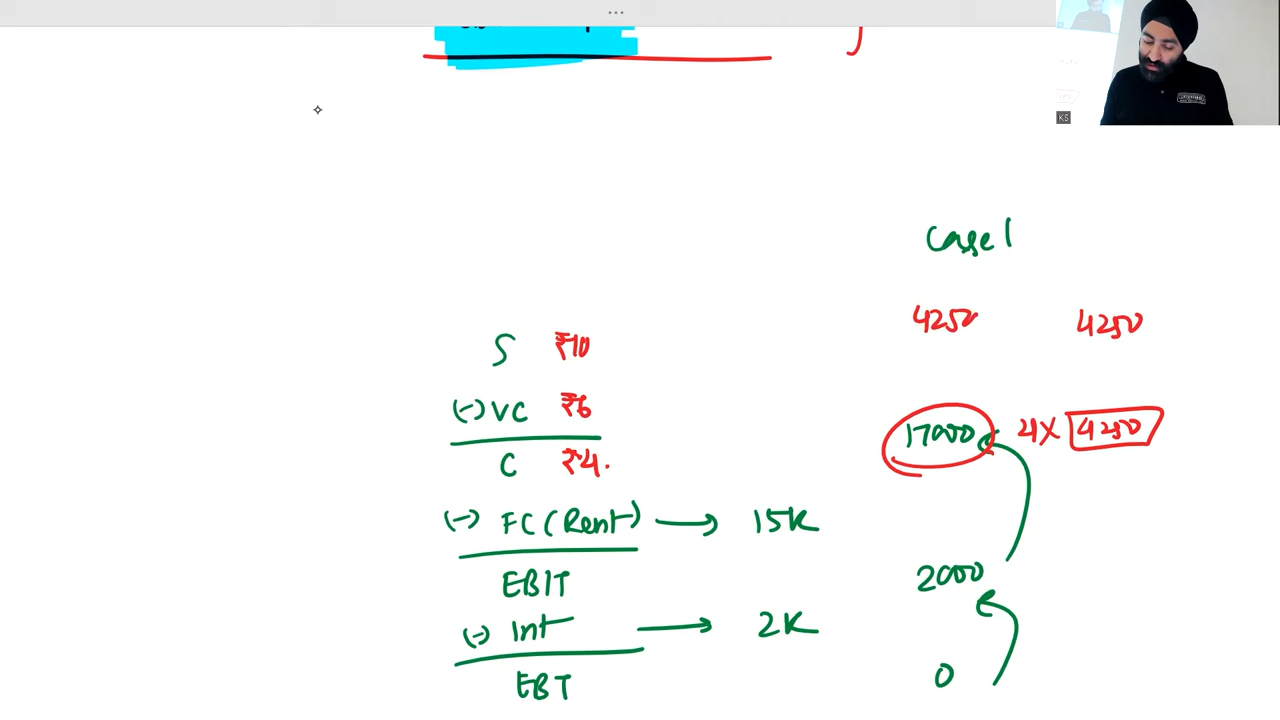 Case 1
4250 4250
S ₹10
(-) VC ₹6
17000 4X 4250
C ₹4.
(-) FC (Rent) → 15K
EBIT 2000
(-) Int → 2K
EBT 0
KS